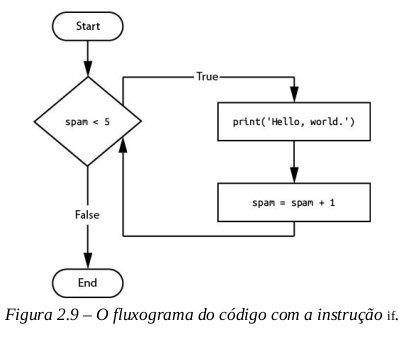 Start
True
spam < 5
print('Hello, world.')
spam = spam + 1
False
End
Figura 2.9 – O fluxograma do código com a instrução if.